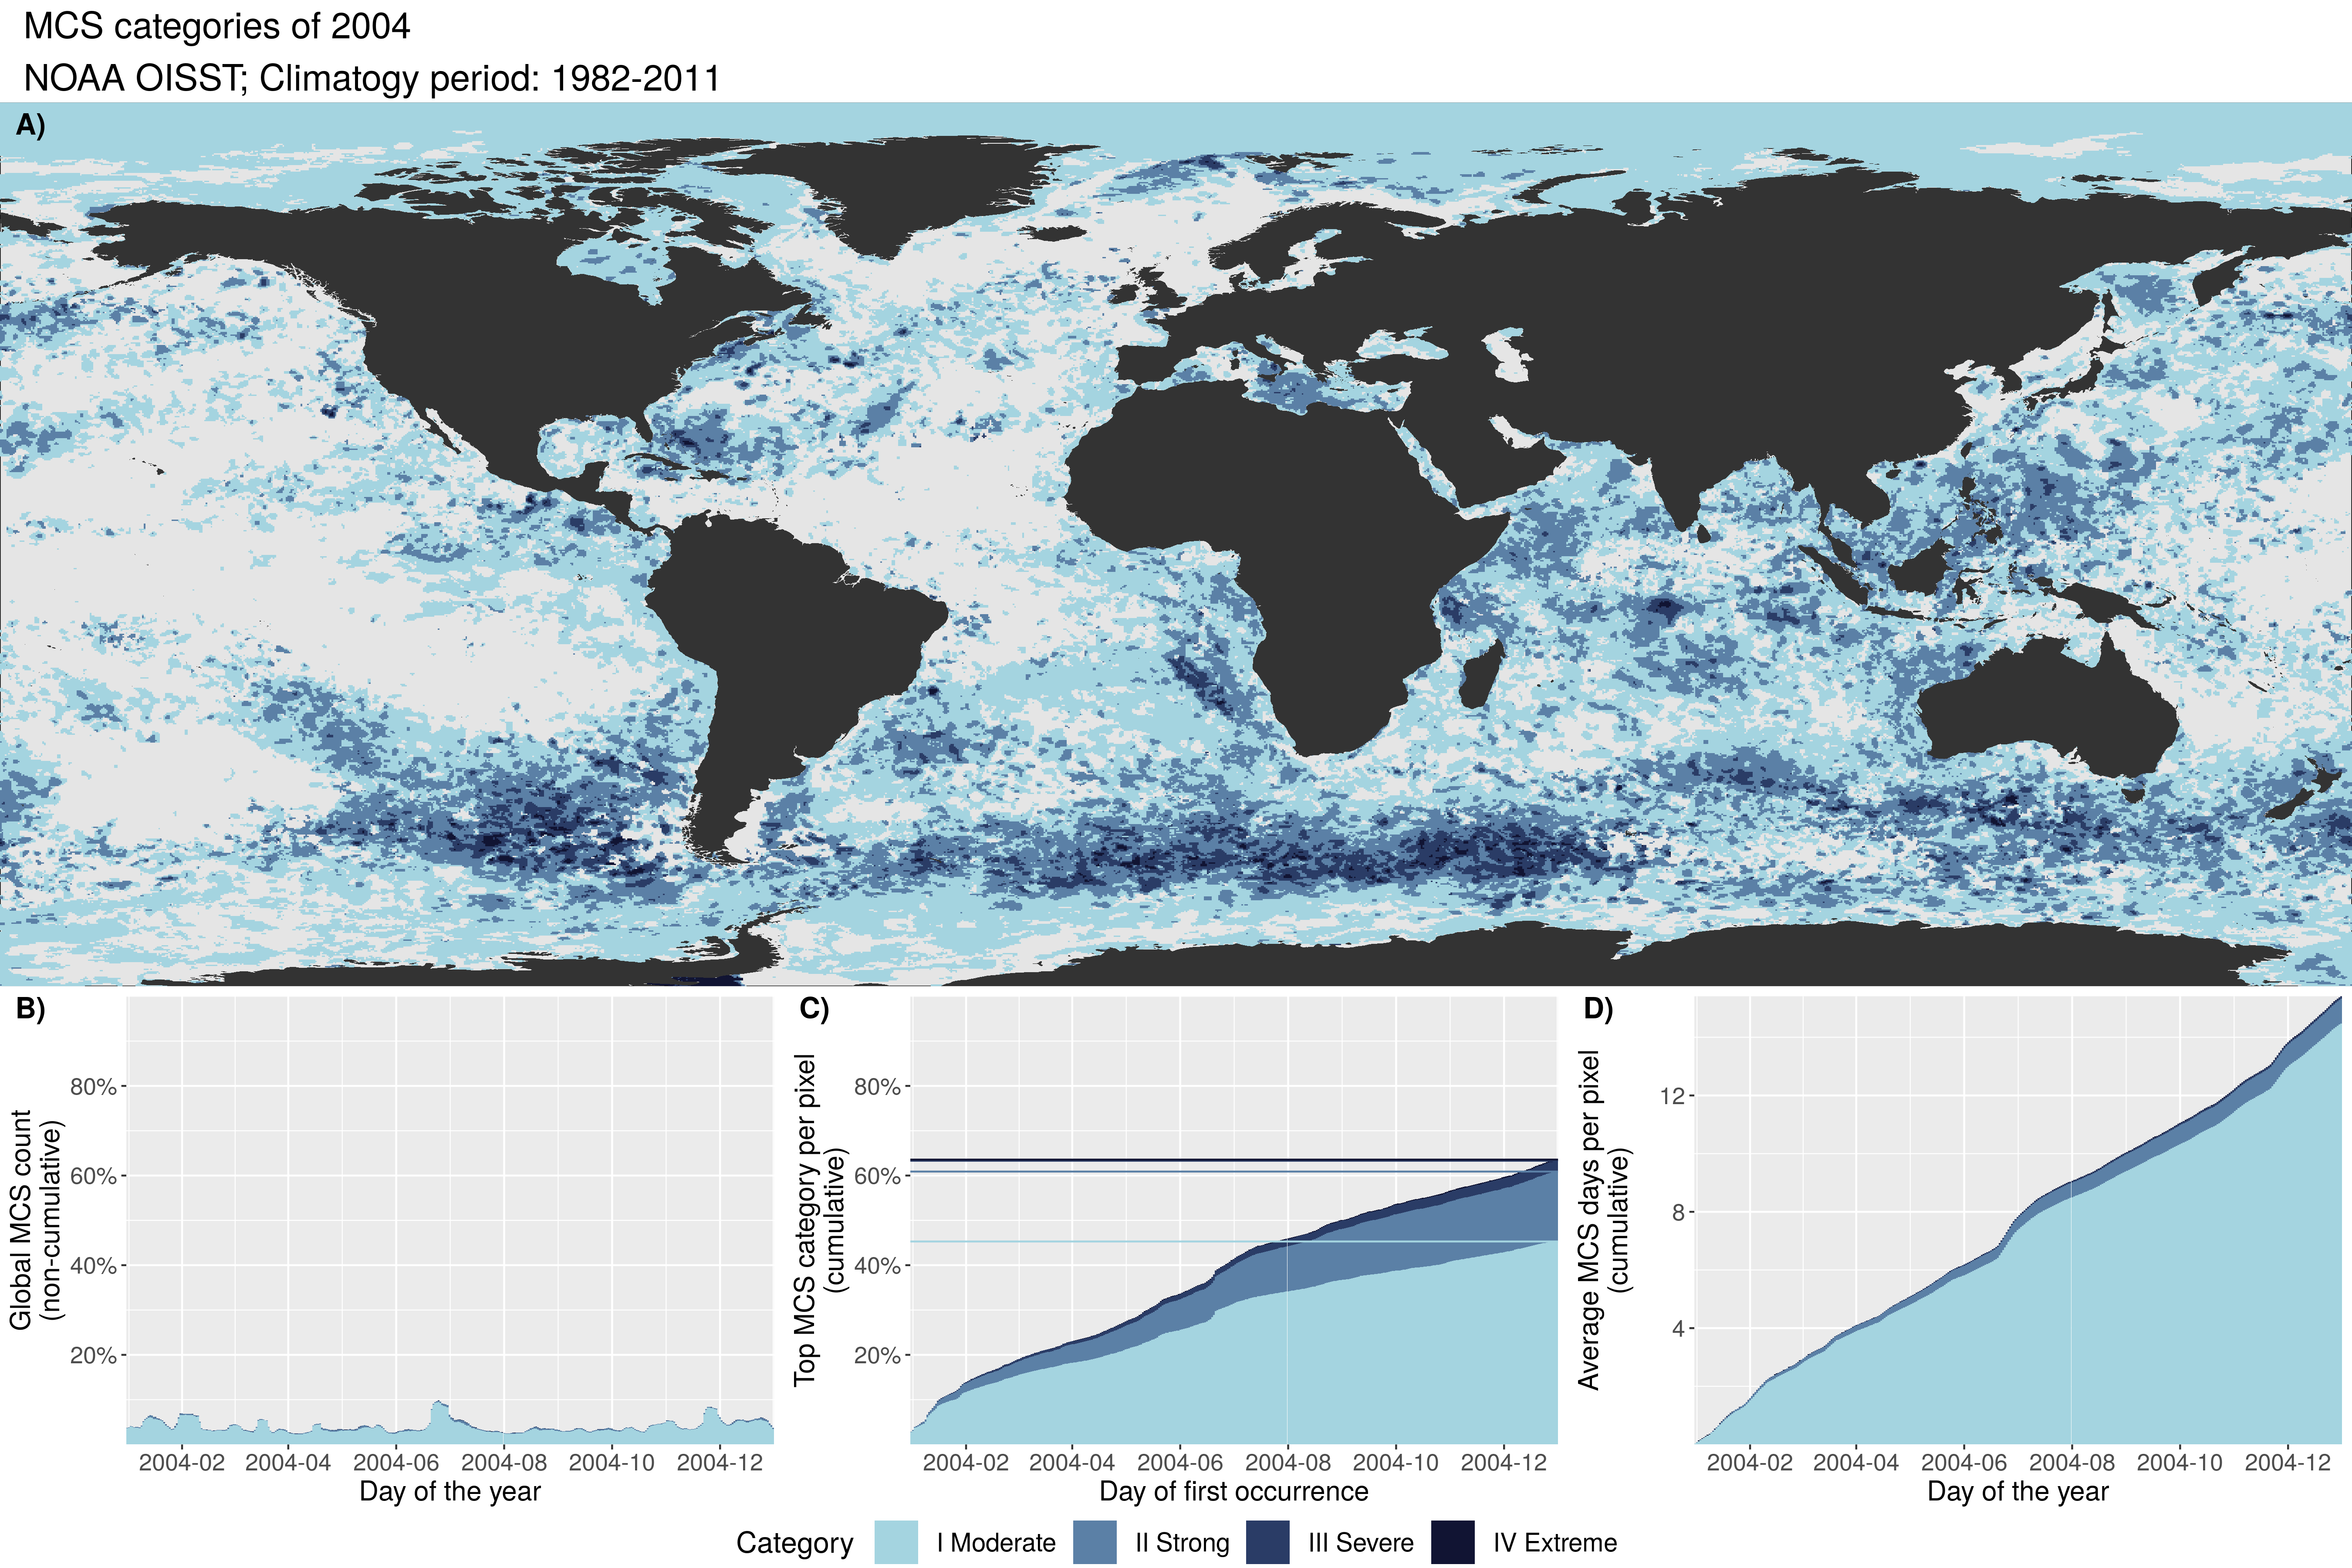 MCS categories of 2004
NOAA OISST; Climatogy period: 1982-2011
A)
B)
Global MCS count
(non-cumulative)
80%
60%
40%
20%
2004-02 2004-04 2004-06 2004-08 2004-10 2004-12
Day of the year
C)
Top MCS category per pixel
(cumulative)
80%
60%
40%
20%
2004-02 2004-04 2004-06 2004-08 2004-10 2004-12
Day of first occurrence
D)
Average MCS days per pixel
(cumulative)
12
8
4
2004-02 2004-04 2004-06 2004-08 2004-10 2004-12
Day of the year
Category I Moderate II Strong III Severe IV Extreme